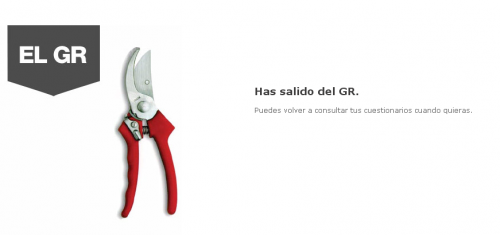 EL GR
Has salido del GR.
Puedes volver a consultar tus cuestionarios cuando quieras.